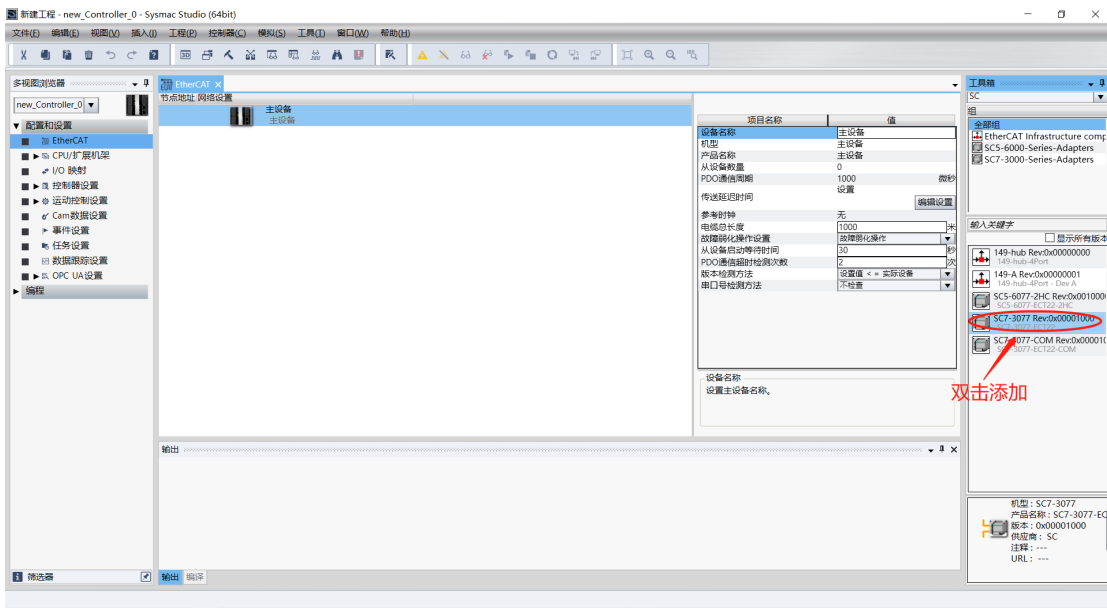 新建工程 - new_Controller_0 - Sysmac Studio (64bit)
文件(F) 编辑(E) 视图(V) 插入(I) 工程(P) 控制器(C) 模拟(S) 工具(T) 窗口(W) 帮助(H)
多视图浏览器
new_Controller_0
配置和设置
EtherCAT
CPU/扩展机架
I/O 映射
控制器设置
运动控制设置
Cam数据设置
事件设置
任务设置
数据跟踪设置
OPC UA设置
编程
筛选器
EtherCAT
节点地址 网络设置
主设备
主设备
项目名称 值
设备名称 主设备
机型 主设备
产品名称 主设备
从设备数量 0
PDO通信周期 1000 微秒
传送延迟时间 设置
编辑设置
参考时钟 无
电缆总长度 1000 米
故障弱化操作设置 故障弱化操作
从设备启动等待时间 30 秒
PDO通信超时检测次数 2 次
版本检测方法 设置值 < = 实际设备
串口号检测方法 不检查
设备名称
设置主设备名称。
输出
输出 编译
工具箱
SC
组
全部组
EtherCAT Infrastructure comp
SC5-6000-Series-Adapters
SC7-3000-Series-Adapters
输入关键字
显示所有版本
149-hub Rev:0x00000000
149-hub-4Port
149-A Rev:0x00000001
149-hub-4Port - Dev A
SC5-6077-2HC Rev:0x001000
SC5-6077-ECT22-2HC
SC7-3077 Rev:0x00001000
SC7-3077-ECT22
SC7-3077-COM Rev:0x00001(
SC7-3077-ECT22-COM
双击添加
机型 : SC7-3077
产品名称 : SC7-3077-EC
版本 : 0x00001000
供应商 : SC
注释 : ---
URL : ---